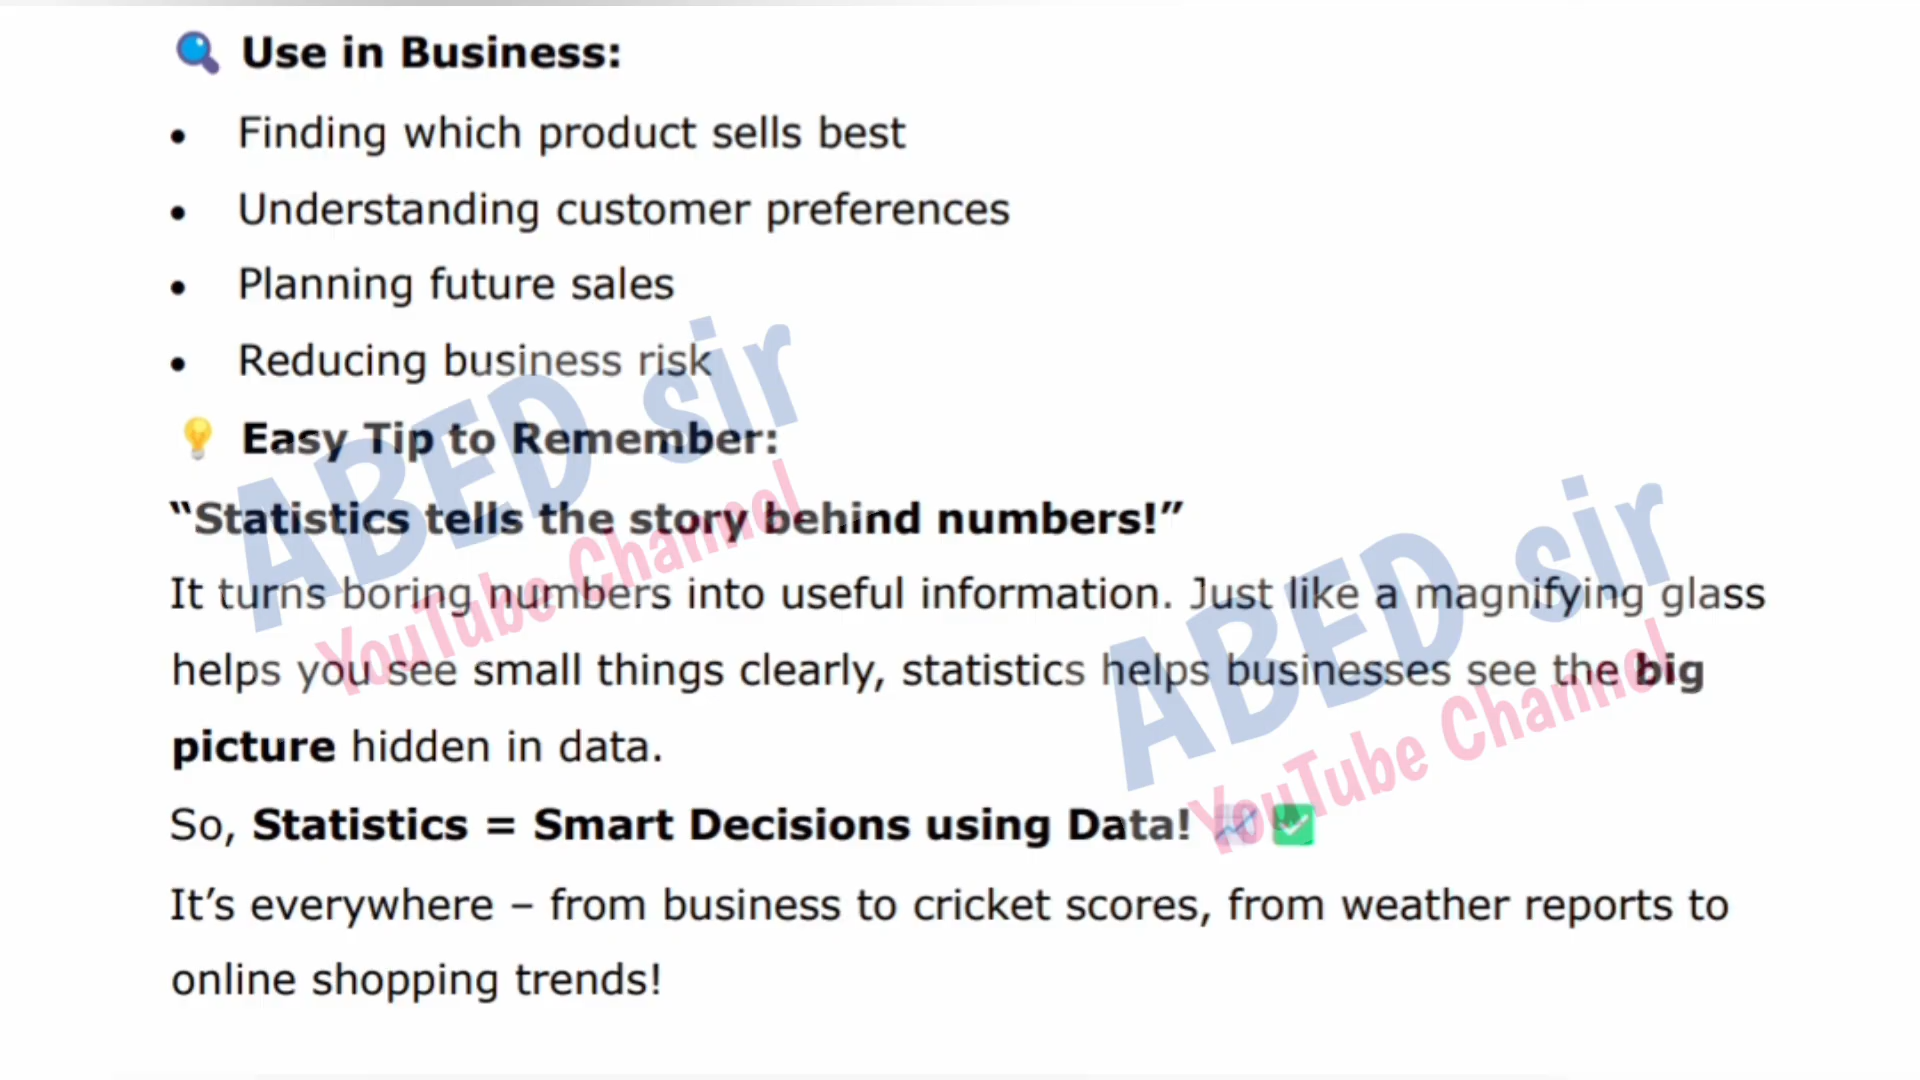 🔍 Use in Business:
• Finding which product sells best
• Understanding customer preferences
• Planning future sales
• Reducing business risk
💡 Easy Tip to Remember:
“Statistics tells the story behind numbers!”
It turns boring numbers into useful information. Just like a magnifying glass
helps you see small things clearly, statistics helps businesses see the big
picture hidden in data.
So, Statistics = Smart Decisions using Data! 📈 ✅
It’s everywhere – from business to cricket scores, from weather reports to
online shopping trends!
ABED sir
YouTube Channel
ABED sir
YouTube Channel